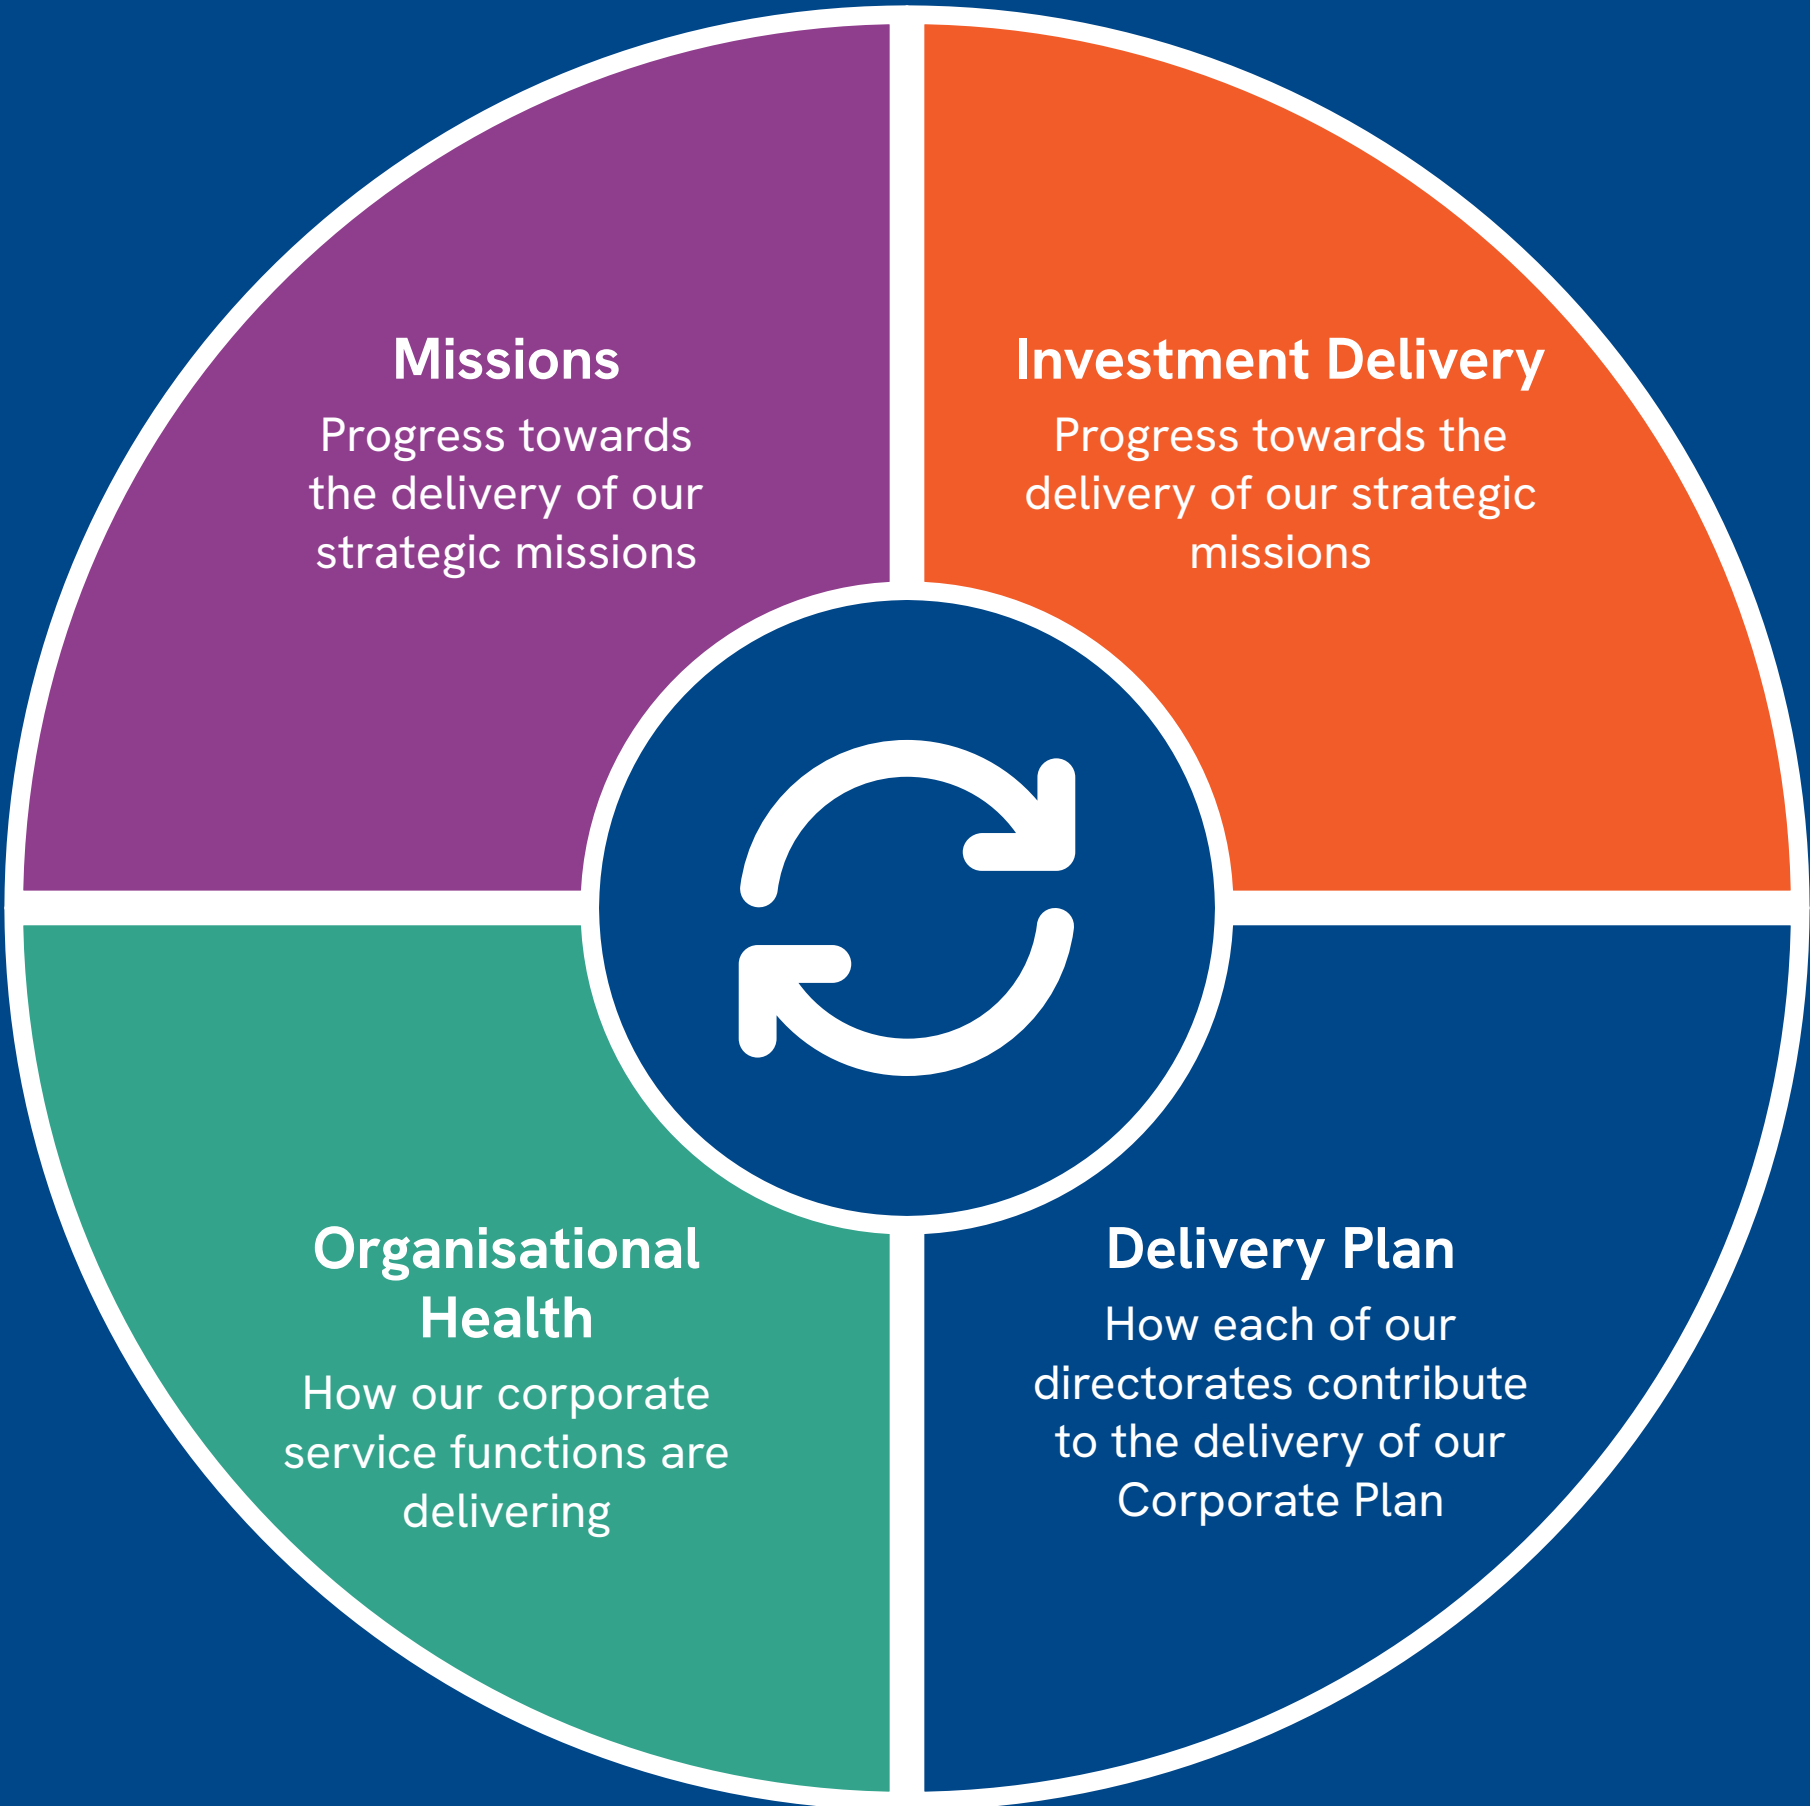 Missions
Progress towards
the delivery of our
strategic missions
Investment Delivery
Progress towards the
delivery of our strategic
missions
Organisational
Health
How our corporate
service functions are
delivering
Delivery Plan
How each of our
directorates contribute
to the delivery of our
Corporate Plan